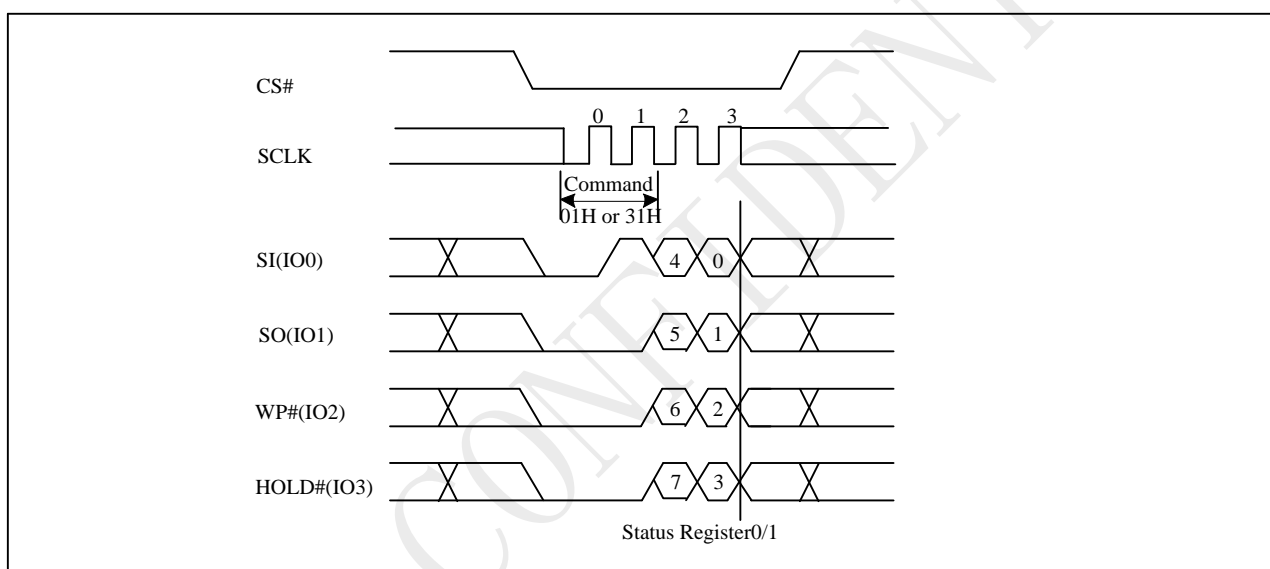 CS#
0 1 2 3
SCLK
Command
01H or 31H
SI(IO0) 4 0
SO(IO1) 5 1
WP#(IO2) 6 2
HOLD#(IO3) 7 3
Status Register0/1
CONFIDENT